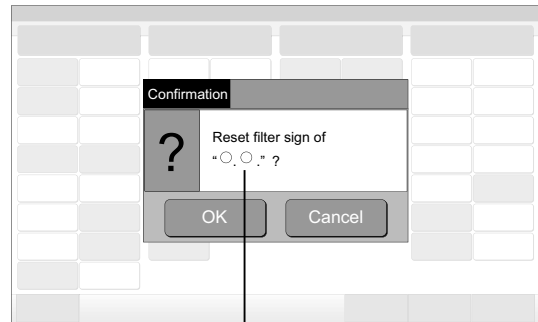 Confirmation
?
Reset filter sign of
“○.○.” ?
OK
Cancel